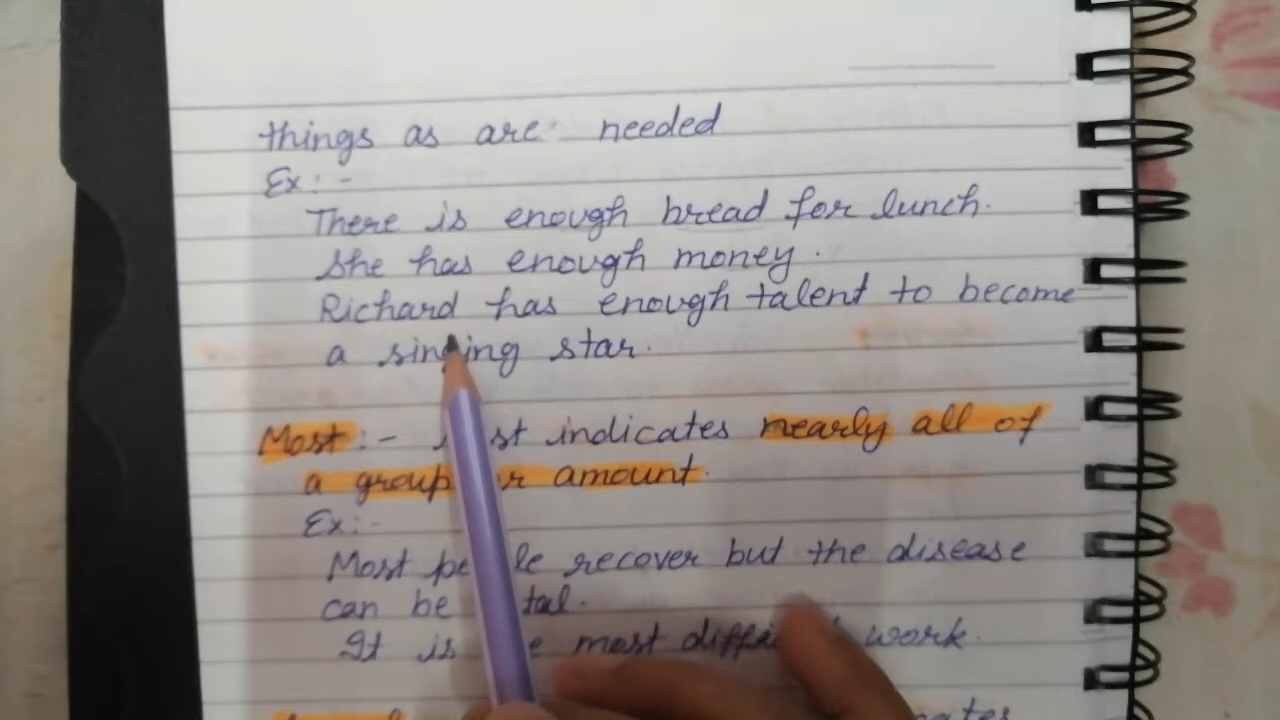 things as are needed
Ex:-
There is enough bread for lunch.
She has enough money.
Richard has enough talent to become
a singing star.
Most:- indicates nearly all of
a group amount.
Ex:-
Most recover but the disease
can be
It is most work.